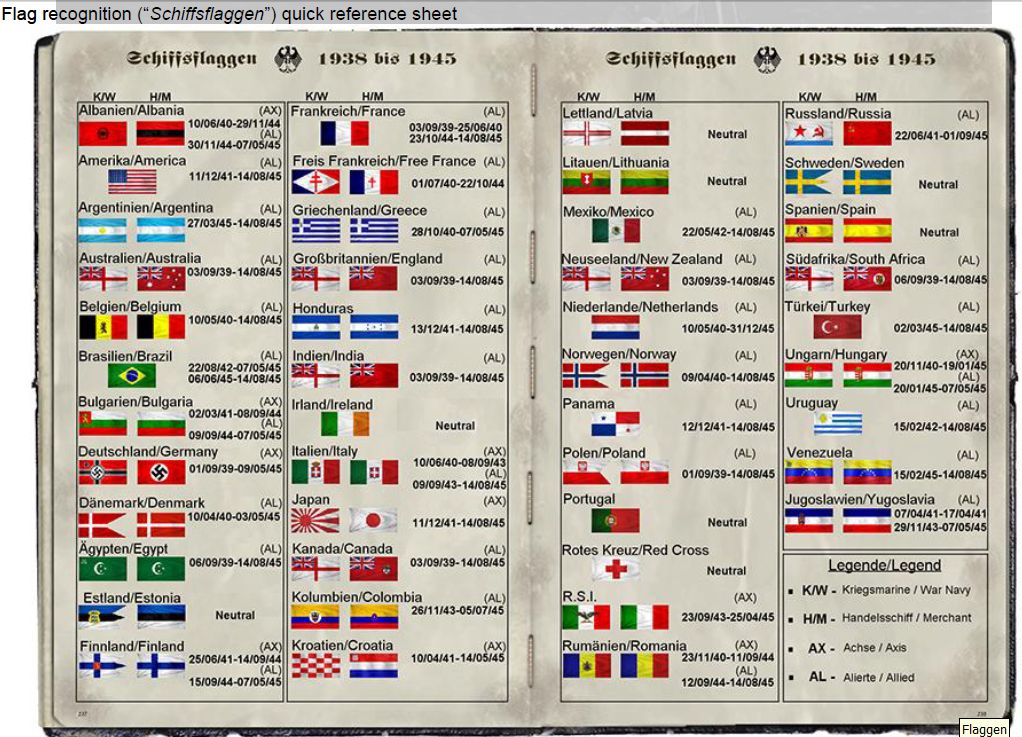 Flag recognition (“Schiffsflaggen”) quick reference sheet
Schiffsflaggen 1938 bis 1945
K/W H/M
Albanien/Albania (AX)
10/06/40-29/11/44
(AL)
30/11/44-07/05/45
Amerika/America (AL)
11/12/41-14/08/45
Argentinien/Argentina (AL)
27/03/45-14/08/45
Australien/Australia (AL)
03/09/39-14/08/45
Belgien/Belgium (AL)
10/05/40-14/08/45
Brasilien/Brazil (AL)
22/08/42-07/05/45
06/06/45-14/08/45
Bulgarien/Bulgaria (AX)
02/03/41-08/09/44
(AL)
09/09/44-07/05/45
Deutschland/Germany (AX)
01/09/39-09/05/45
Dänemark/Denmark (AL)
10/04/40-03/05/45
Ägypten/Egypt (AL)
06/09/39-14/08/45
Estland/Estonia
Neutral
Finnland/Finland (AX)
25/06/41-14/09/44
(AL)
15/09/44-07/05/45
K/W H/M
Frankreich/France (AL)
03/09/39-25/06/40
23/10/44-14/08/45
Freis Frankreich/Free France (AL)
01/07/40-22/10/44
Griechenland/Greece (AL)
28/10/40-07/05/45
Großbritannien/England (AL)
03/09/39-14/08/45
Honduras (AL)
13/12/41-14/08/45
Indien/India (AL)
03/09/39-14/08/45
Irland/Ireland
Neutral
Italien/Italy (AX)
10/06/40-08/09/43
(AL)
09/09/43-14/08/45
Japan (AX)
11/12/41-14/08/45
Kanada/Canada (AL)
03/09/39-14/08/45
Kolumbien/Colombia (AL)
26/11/43-05/07/45
Kroatien/Croatia (AX)
10/04/41-14/05/45
237
Schiffsflaggen 1938 bis 1945
K/W H/M
Lettland/Latvia
Neutral
Litauen/Lithuania
Neutral
Mexiko/Mexico (AL)
22/05/42-14/08/45
Neuseeland/New Zealand (AL)
03/09/39-14/08/45
Niederlande/Netherlands (AL)
10/05/40-31/12/45
Norwegen/Norway (AL)
09/04/40-14/08/45
Panama (AL)
12/12/41-14/08/45
Polen/Poland (AL)
01/09/39-14/08/45
Portugal
Neutral
Rotes Kreuz/Red Cross
Neutral
R.S.I. (AX)
23/09/43-25/04/45
Rumänien/Romania (AX)
23/11/40-11/09/44
(AL)
12/09/44-14/08/45
K/W H/M
Russland/Russia (AL)
22/06/41-01/09/45
Schweden/Sweden
Neutral
Spanien/Spain
Neutral
Südafrika/South Africa (AL)
06/09/39-14/08/45
Türkei/Turkey (AL)
02/03/45-14/08/45
Ungarn/Hungary (AX)
20/11/40-19/01/45
(AL)
20/01/45-07/05/45
Uruguay (AL)
15/02/42-14/08/45
Venezuela (AL)
15/02/45-14/08/45
Jugoslawien/Yugoslavia (AL)
07/04/41-17/04/41
29/11/43-07/05/45
Legende/Legend
K/W - Kriegsmarine / War Navy
H/M - Handelsschiff / Merchant
AX - Achse / Axis
AL - Alierte / Allied
Flaggen